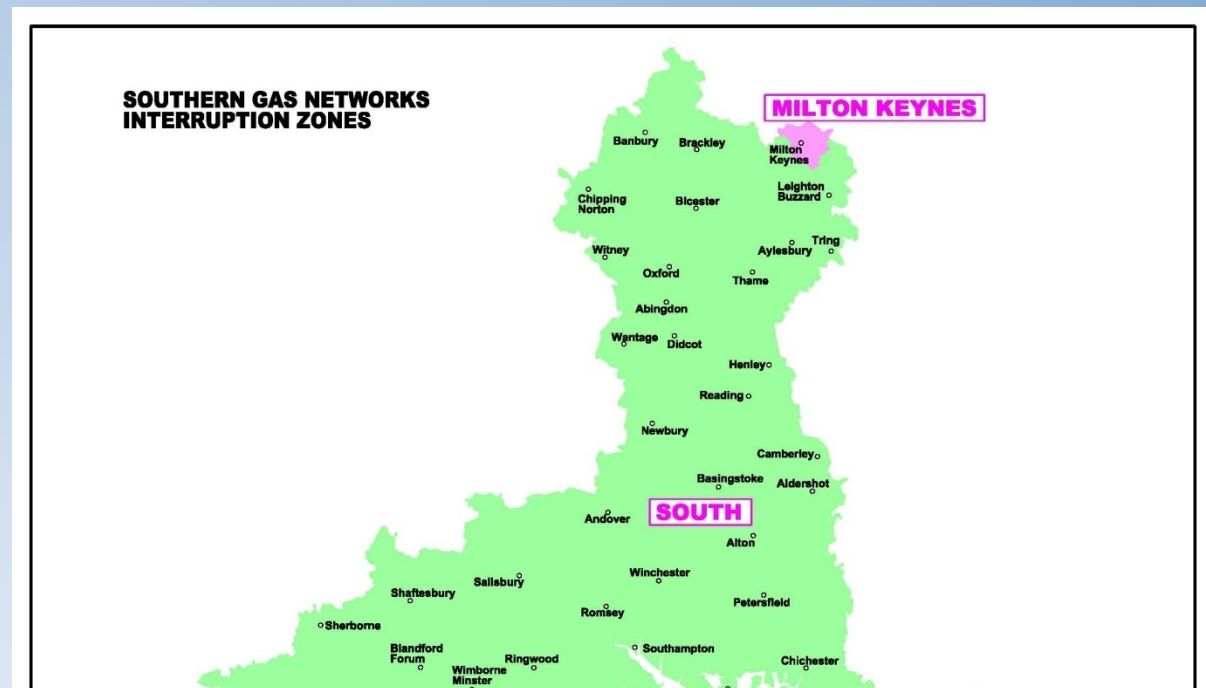 SOUTHERN GAS NETWORKS
INTERRUPTION ZONES
MILTON KEYNES
Banbury
Brackley
Milton
Keynes
Leighton
Buzzard
Chipping
Norton
Bicester
Witney
Aylesbury
Tring
Oxford
Thame
Abingdon
Wantage
Didcot
Henley
Reading
Newbury
Camberley
Basingstoke
Aldershot
SOUTH
Andover
Alton
Winchester
Salisbury
Shaftesbury
Petersfield
Romsey
Sherborne
Southampton
Blandford
Forum
Ringwood
Chichester
Wimborne
Minster